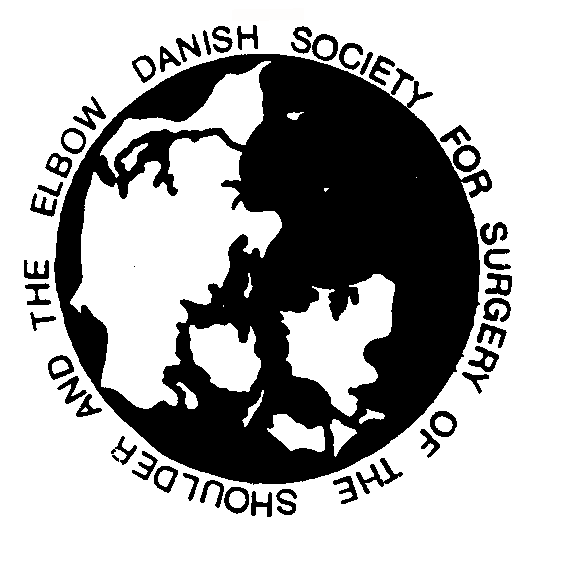 DANISH SOCIETY FOR SURGERY OF THE SHOULDER AND THE ELBOW